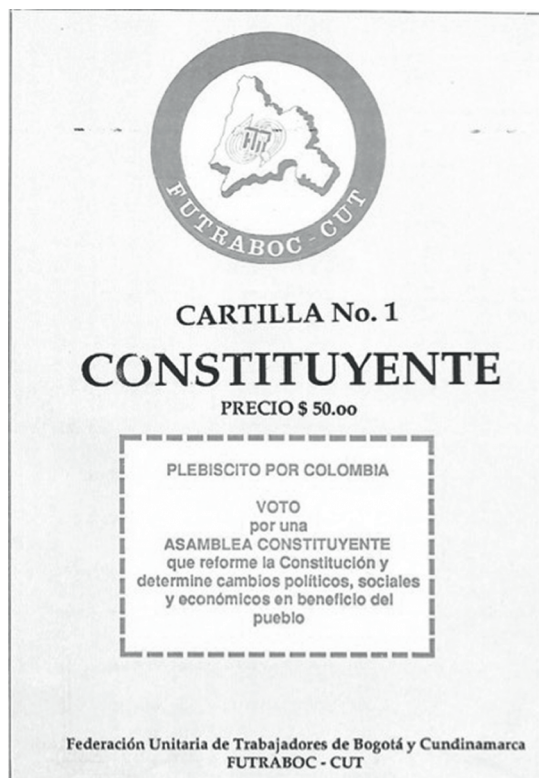 FUTRABOC - CUT
CARTILLA No. 1
CONSTITUYENTE
PRECIO $ 50.oo
PLEBISCITO POR COLOMBIA
VOTO
por una
ASAMBLEA CONSTITUYENTE
que reforme la Constitución y
determine cambios políticos, sociales
y económicos en beneficio del
pueblo
Federación Unitaria de Trabajadores de Bogotá y Cundinamarca
FUTRABOC - CUT